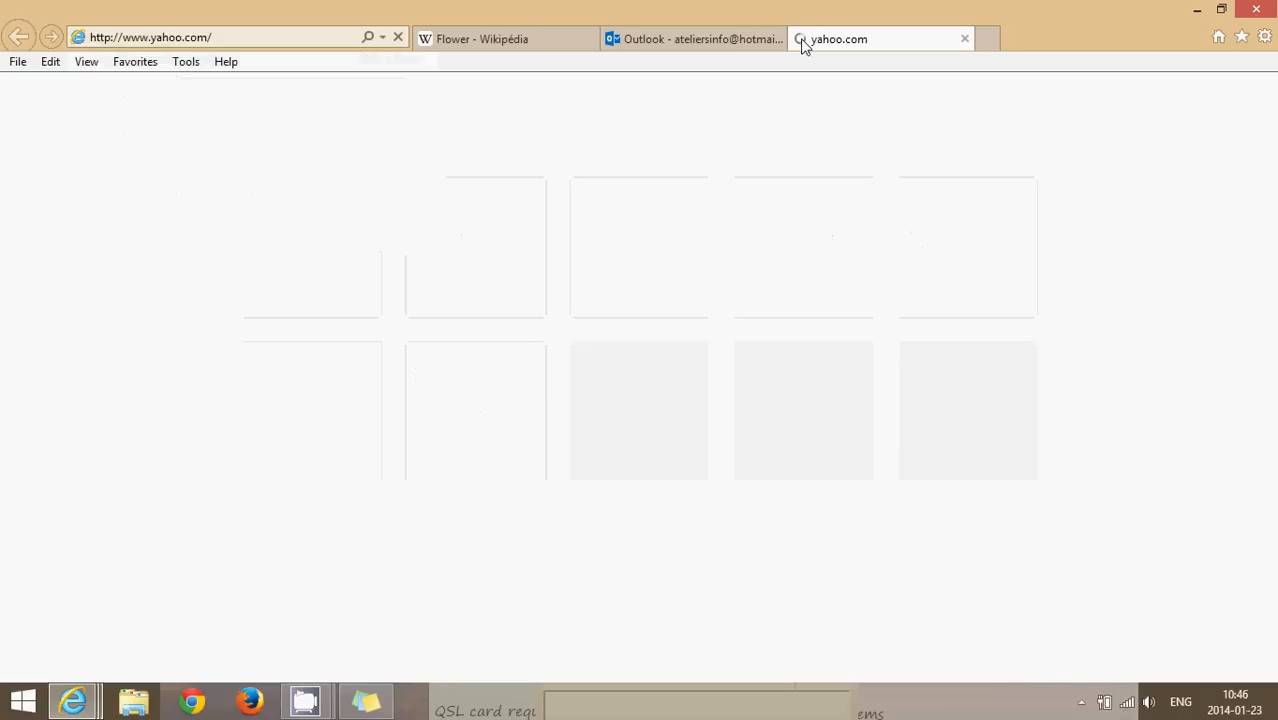 http://www.yahoo.com/
Flower - Wikipédia
Outlook - ateliersinfo@hotmai...
yahoo.com
File Edit View Favorites Tools Help
QSL card requ
ems
ENG
10:46
2014-01-23